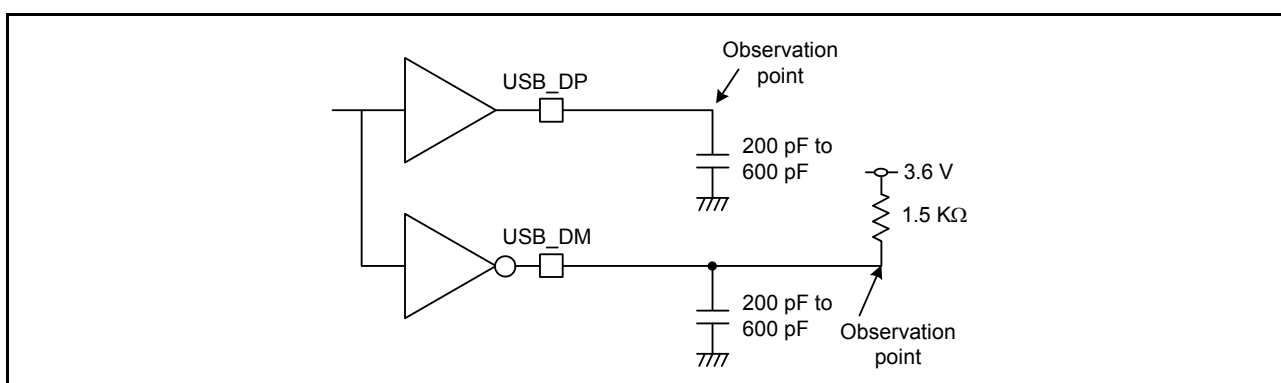 Observation
point
USB_DP
200 pF to
600 pF
3.6 V
1.5 KΩ
USB_DM
200 pF to
600 pF
Observation
point